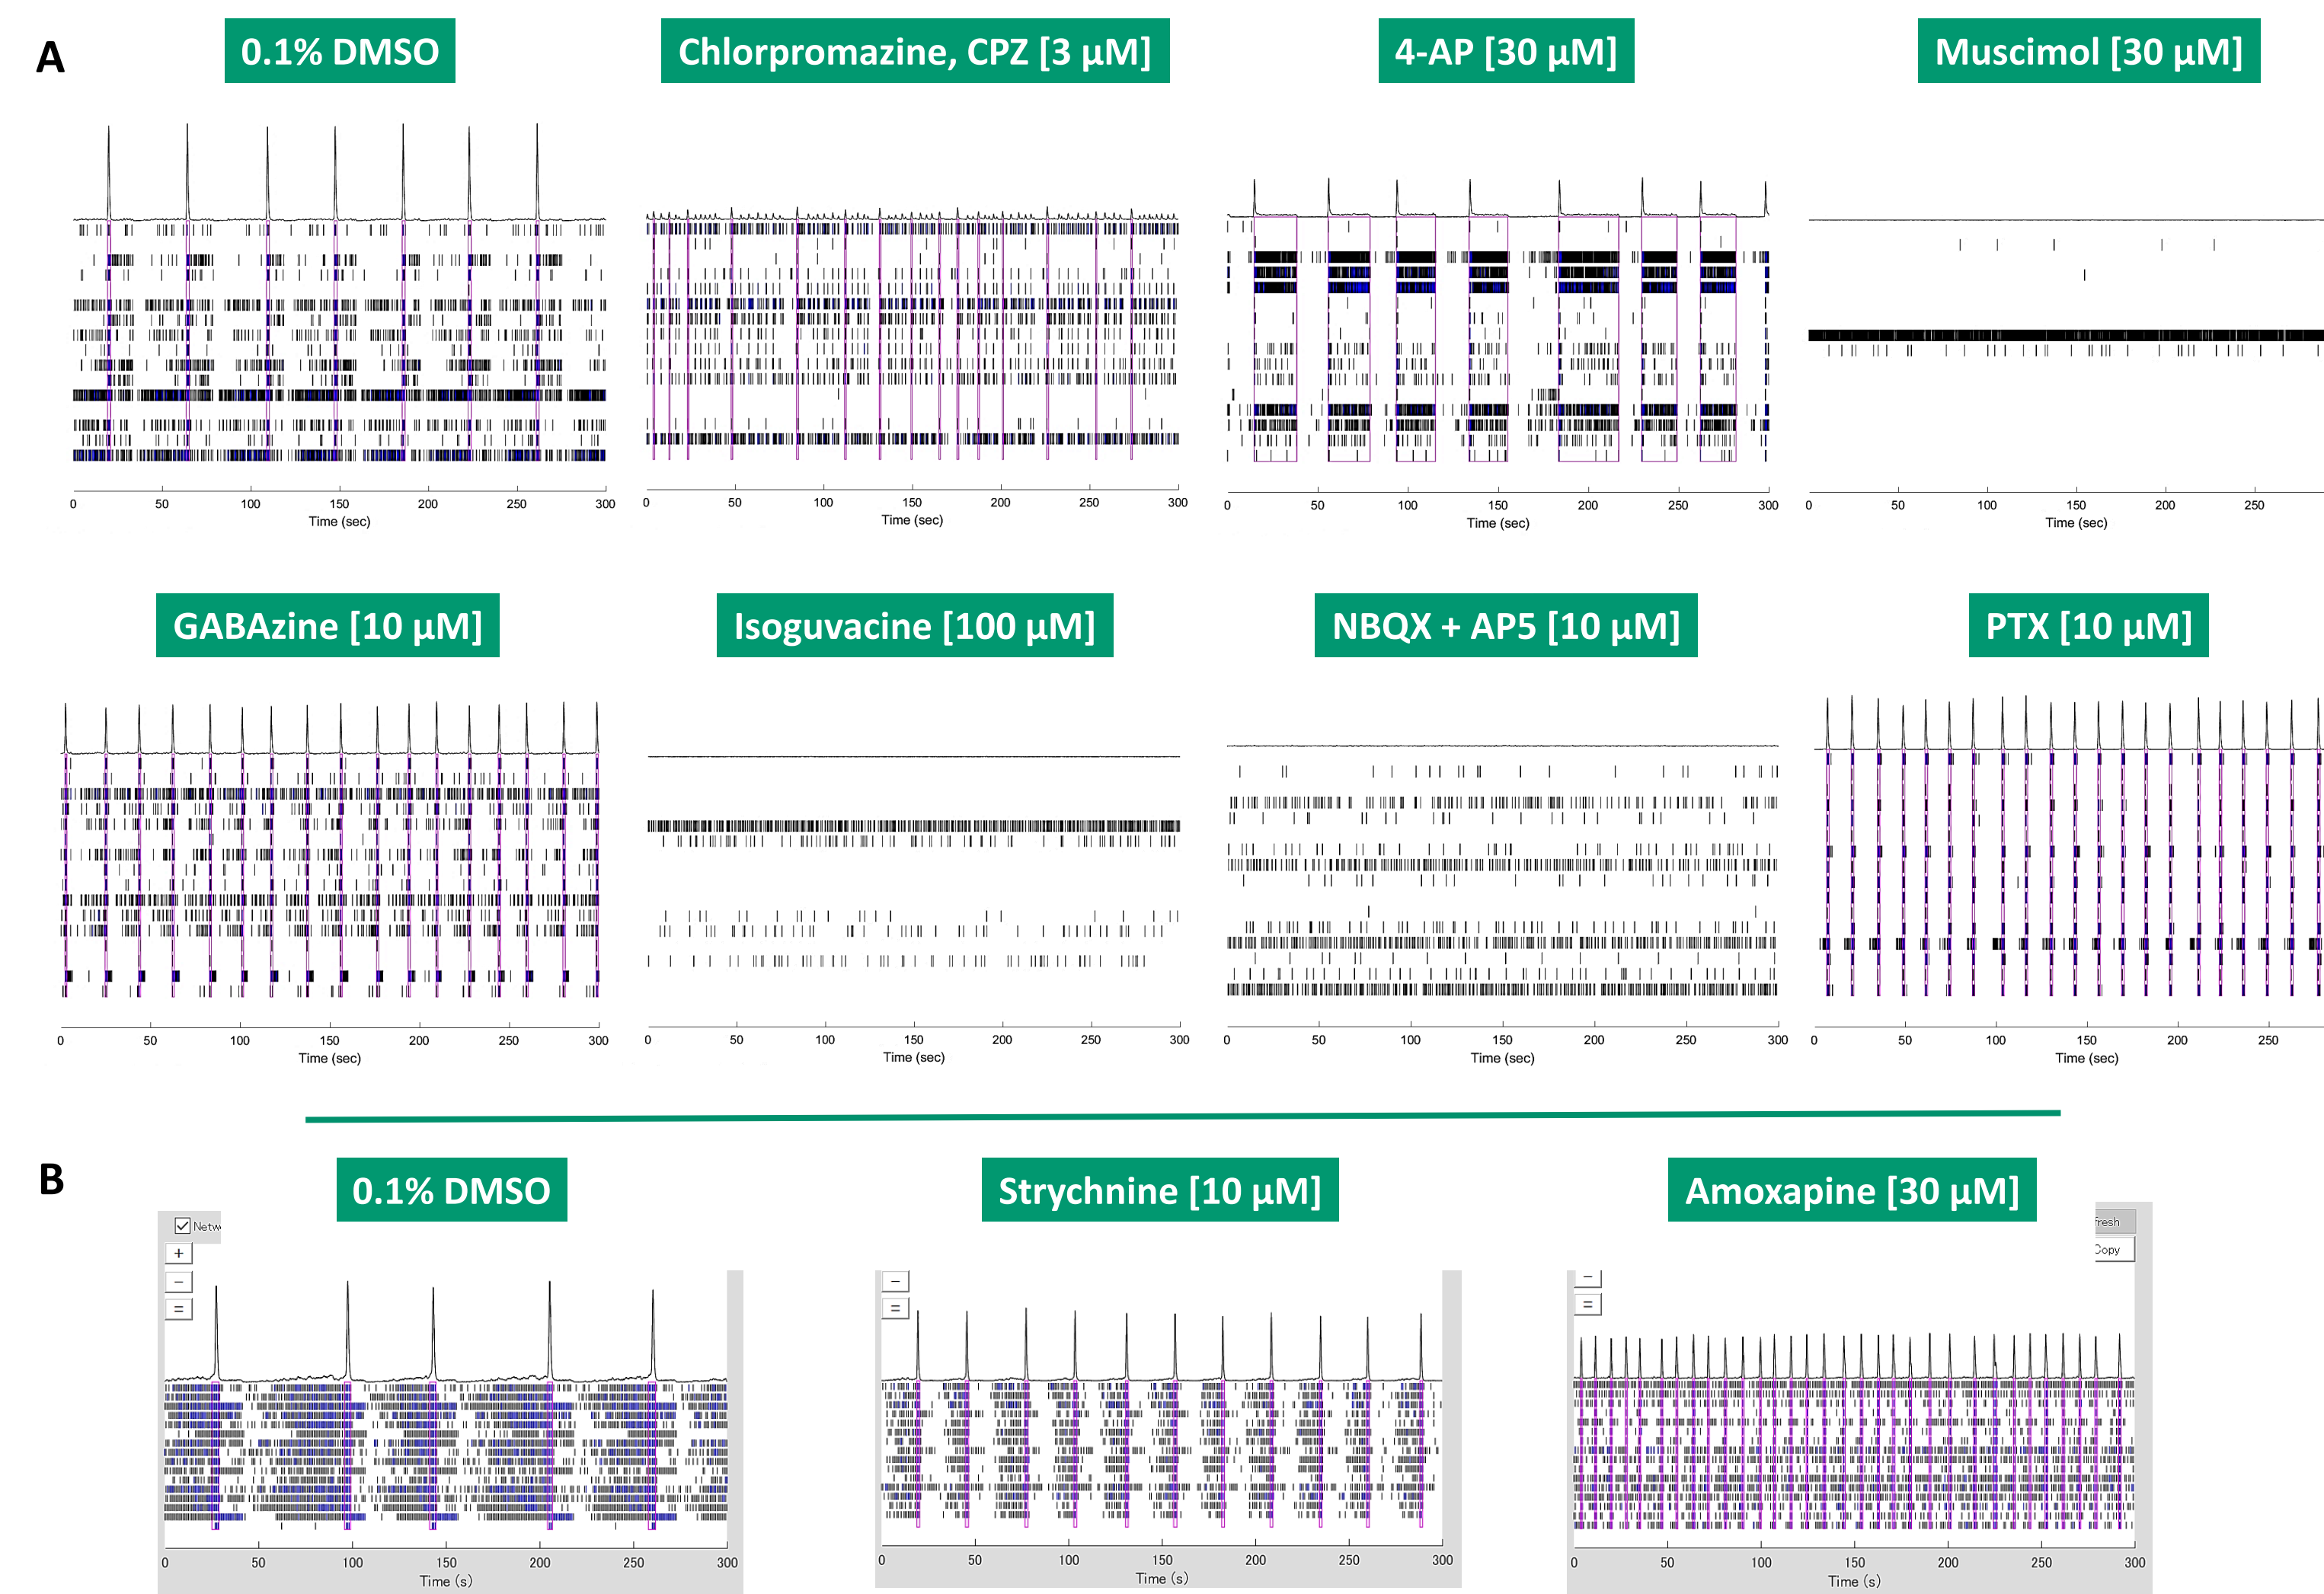 A
0.1% DMSO
Chlorpromazine, CPZ [3 µM]
4-AP [30 µM]
Muscimol [30 µM]
0 50 100 150 200 250 300
Time (sec)
0 50 100 150 200 250 300
Time (sec)
0 50 100 150 200 250 300
Time (sec)
0 50 100 150 200 250
Time (sec)
GABAzine [10 µM]
Isoguvacine [100 µM]
NBQX + AP5 [10 µM]
PTX [10 µM]
0 50 100 150 200 250 300
Time (sec)
0 50 100 150 200 250 300
Time (sec)
0 50 100 150 200 250 300
Time (sec)
0 50 100 150 200 250
Time (sec)
B
0.1% DMSO
Strychnine [10 µM]
Amoxapine [30 µM]
Netw
+
−
=
−
=
fresh
Copy
−
=
0 50 100 150 200 250 300
Time (s)
0 50 100 150 200 250 300
Time (s)
0 50 100 150 200 250 300
Time (s)